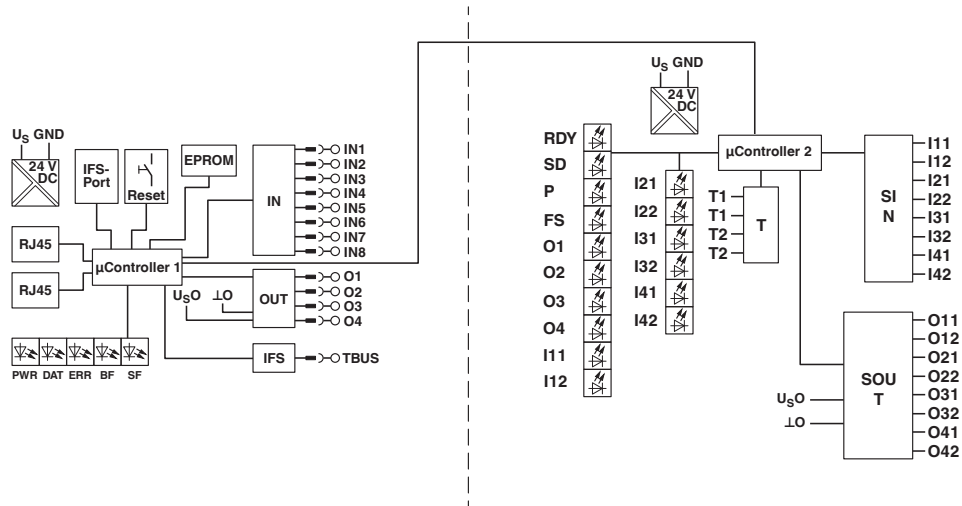 U_S GND
24 V
DC
IFS-
Port
Reset
EPROM
IN
IN1
IN2
IN3
IN4
IN5
IN6
IN7
IN8
RJ45
RJ45
µController 1
U_SO
⊥O
OUT
O1
O2
O3
O4
IFS
TBUS
PWR DAT ERR BF SF
U_S GND
24 V
DC
RDY
SD
P
FS
O1
O2
O3
O4
I11
I12
I21
I22
I31
I32
I41
I42
µController 2
T1
T1
T2
T2
T
SI
N
I11
I12
I21
I22
I31
I32
I41
I42
U_SO
⊥O
SOU
T
O11
O12
O21
O22
O31
O32
O41
O42